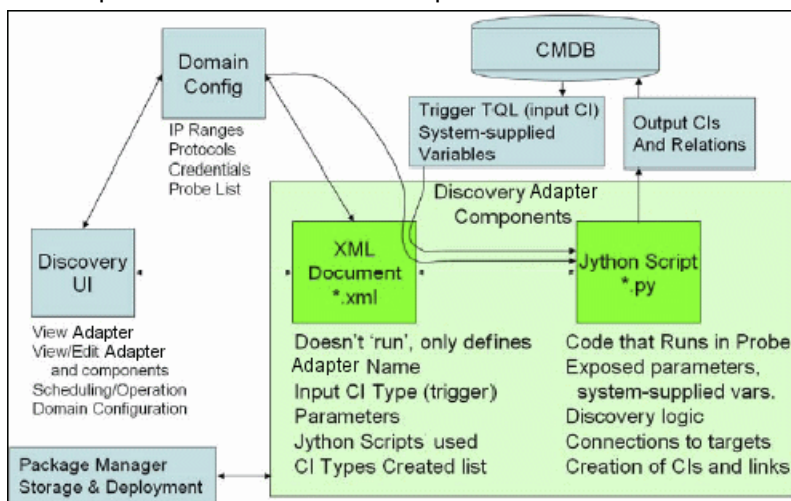 Domain
Config
IP Ranges
Protocols
Credentials
Probe List
CMDB
Trigger TQL (input CI)
System-supplied
Variables
Output CIs
And Relations
Discovery Adapter
Components
Discovery
UI
View Adapter
View/Edit Adapter
and components
Scheduling/Operation
Domain Configuration
XML
Document
*.xml
Doesn't 'run', only defines
Adapter Name
Input CI Type (trigger)
Parameters
Jython Scripts used
CI Types Created list
Jython Script
*.py
Code that Runs in Probe
Exposed parameters,
system-supplied vars.
Discovery logic
Connections to targets
Creation of CIs and links
Package Manager
Storage & Deployment